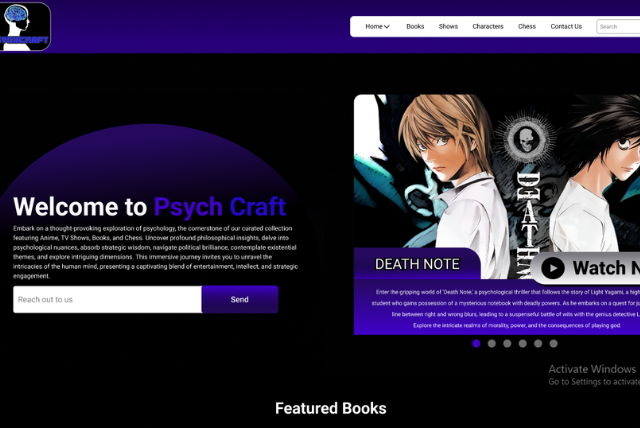 Home
Books
Shows
Characters
Chess
Contact Us
Search
Welcome to Psych Craft
Embark on a thought-provoking exploration of psychology, the cornerstone of our curated collection
featuring Anime, TV Shows, Books, and Chess. Uncover profound philosophical insights, delve into
psychological nuances, absorb strategic wisdom, navigate political brilliance, contemplate existential
themes, and explore intriguing dimensions. This immersive journey invites you to unravel the
intricacies of the human mind, presenting a captivating blend of entertainment, intellect, and strategic
engagement.
Reach out to us
Send
DEATH
DEATH NOTE
Watch N
Enter the gripping world of 'Death Note,' a psychological thriller that follows the story of Light Yagami, a high
student who gains possession of a mysterious notebook with deadly powers. As he embarks on a quest for ju
line between right and wrong blurs, leading to a suspenseful battle of wits with the genius detective L
Explore the intricate realms of morality, power, and the consequences of playing god.
Activate Windows
Go to Settings to activate
Featured Books